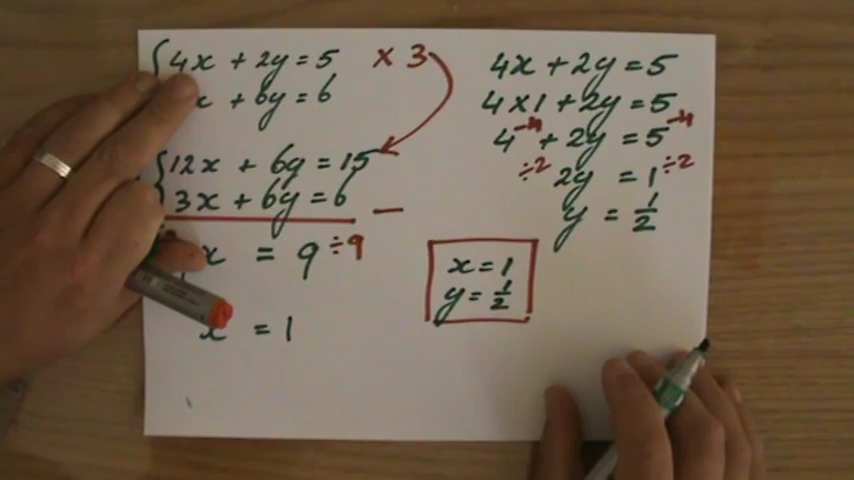 4x + 2y = 5 × 3
x + 6y = 6
12x + 6y = 15
3x + 6y = 6 —
x = 9 ÷9
x = 1
4x + 2y = 5
4 × 1 + 2y = 5
4 -4 + 2y = 5 -4
÷2 2y = 1 ÷2
y = 1/2
x = 1
y = 1/2